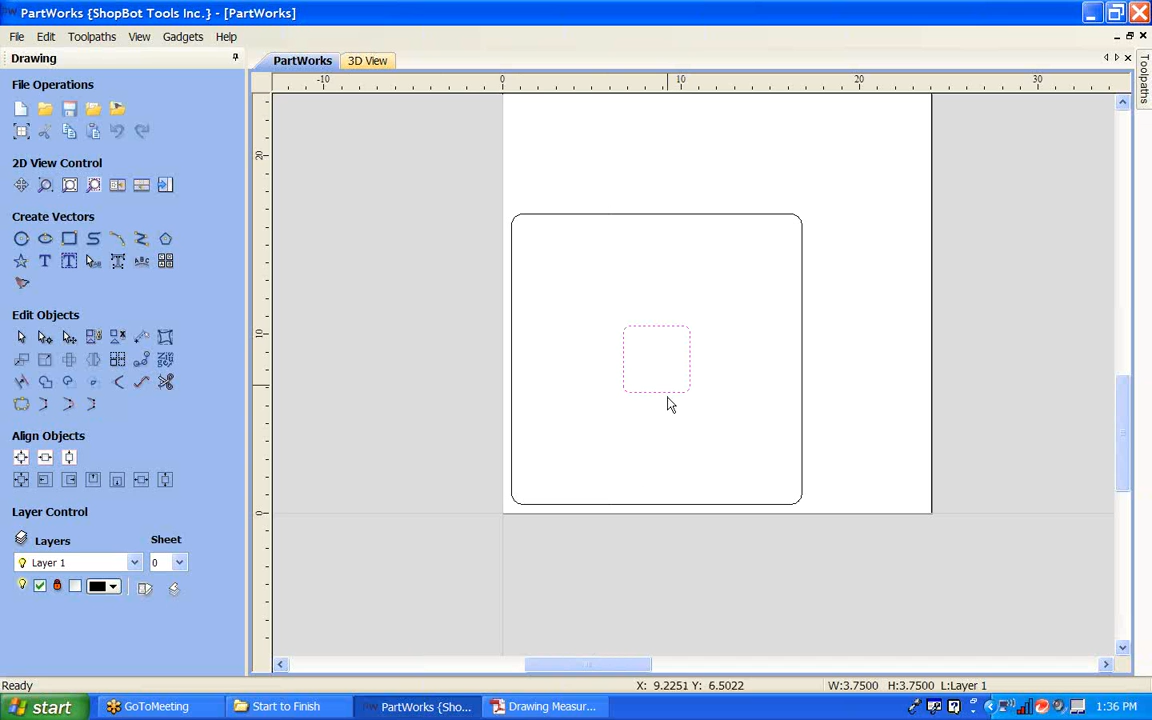 PartWorks {ShopBot Tools Inc.} - [PartWorks]
File Edit Toolpaths View Gadgets Help
Drawing
PartWorks 3D View
Toolpaths
-10 0 10 20 30
20
10
0
File Operations
2D View Control
Create Vectors
Edit Objects
Align Objects
Layer Control
Layers Sheet
Layer 1 0
Ready X: 9.2251 Y: 6.5022 W:3.7500 H:3.7500 L:Layer 1
start GoToMeeting Start to Finish PartWorks {Sho... Drawing Measur... 1:36 PM